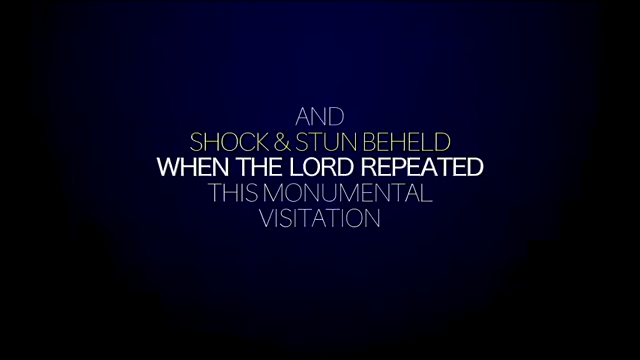 AND
SHOCK & STUN BEHELD
WHEN THE LORD REPEATED
THIS MONUMENTAL
VISITATION